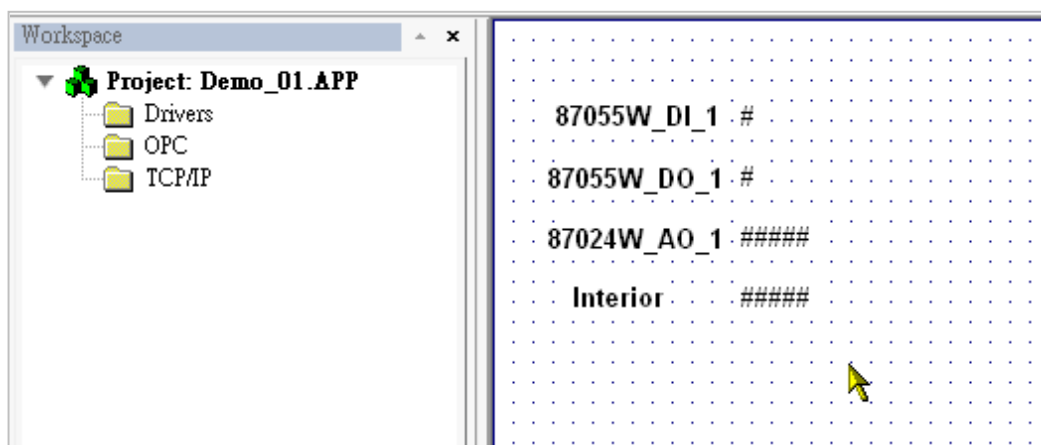 Workspace
Project: Demo_01.APP
Drivers
OPC
TCP/IP
87055W_DI_1 #
87055W_DO_1 #
87024W_AO_1 #####
Interior #####